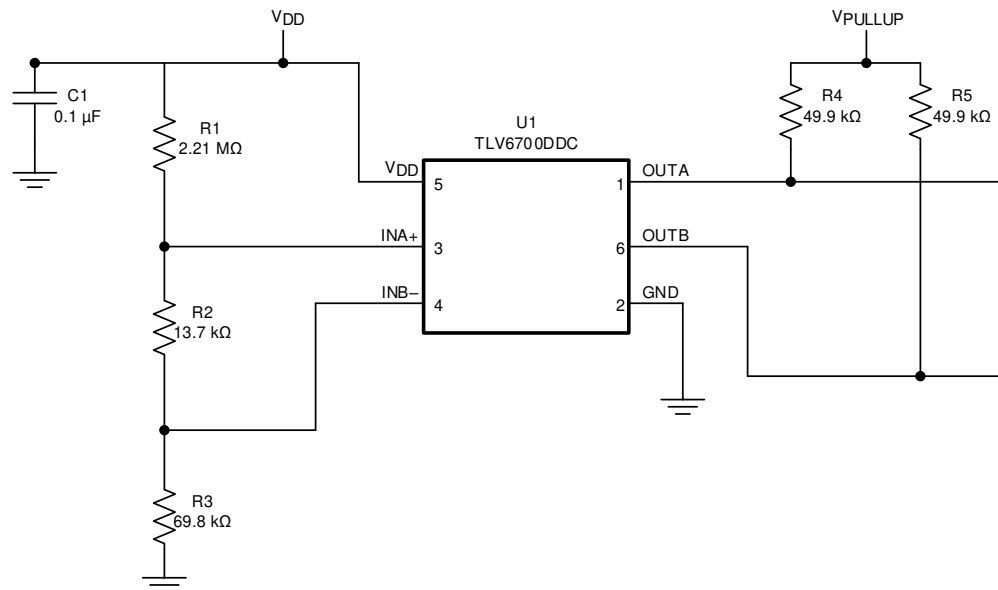 VDD
VPULLUP
C1
0.1 µF
R1
2.21 MΩ
R4
49.9 kΩ
R5
49.9 kΩ
U1
TLV6700DDC
VDD
5
1
OUTA
INA+
3
6
OUTB
INB−
4
2
GND
R2
13.7 kΩ
R3
69.8 kΩ